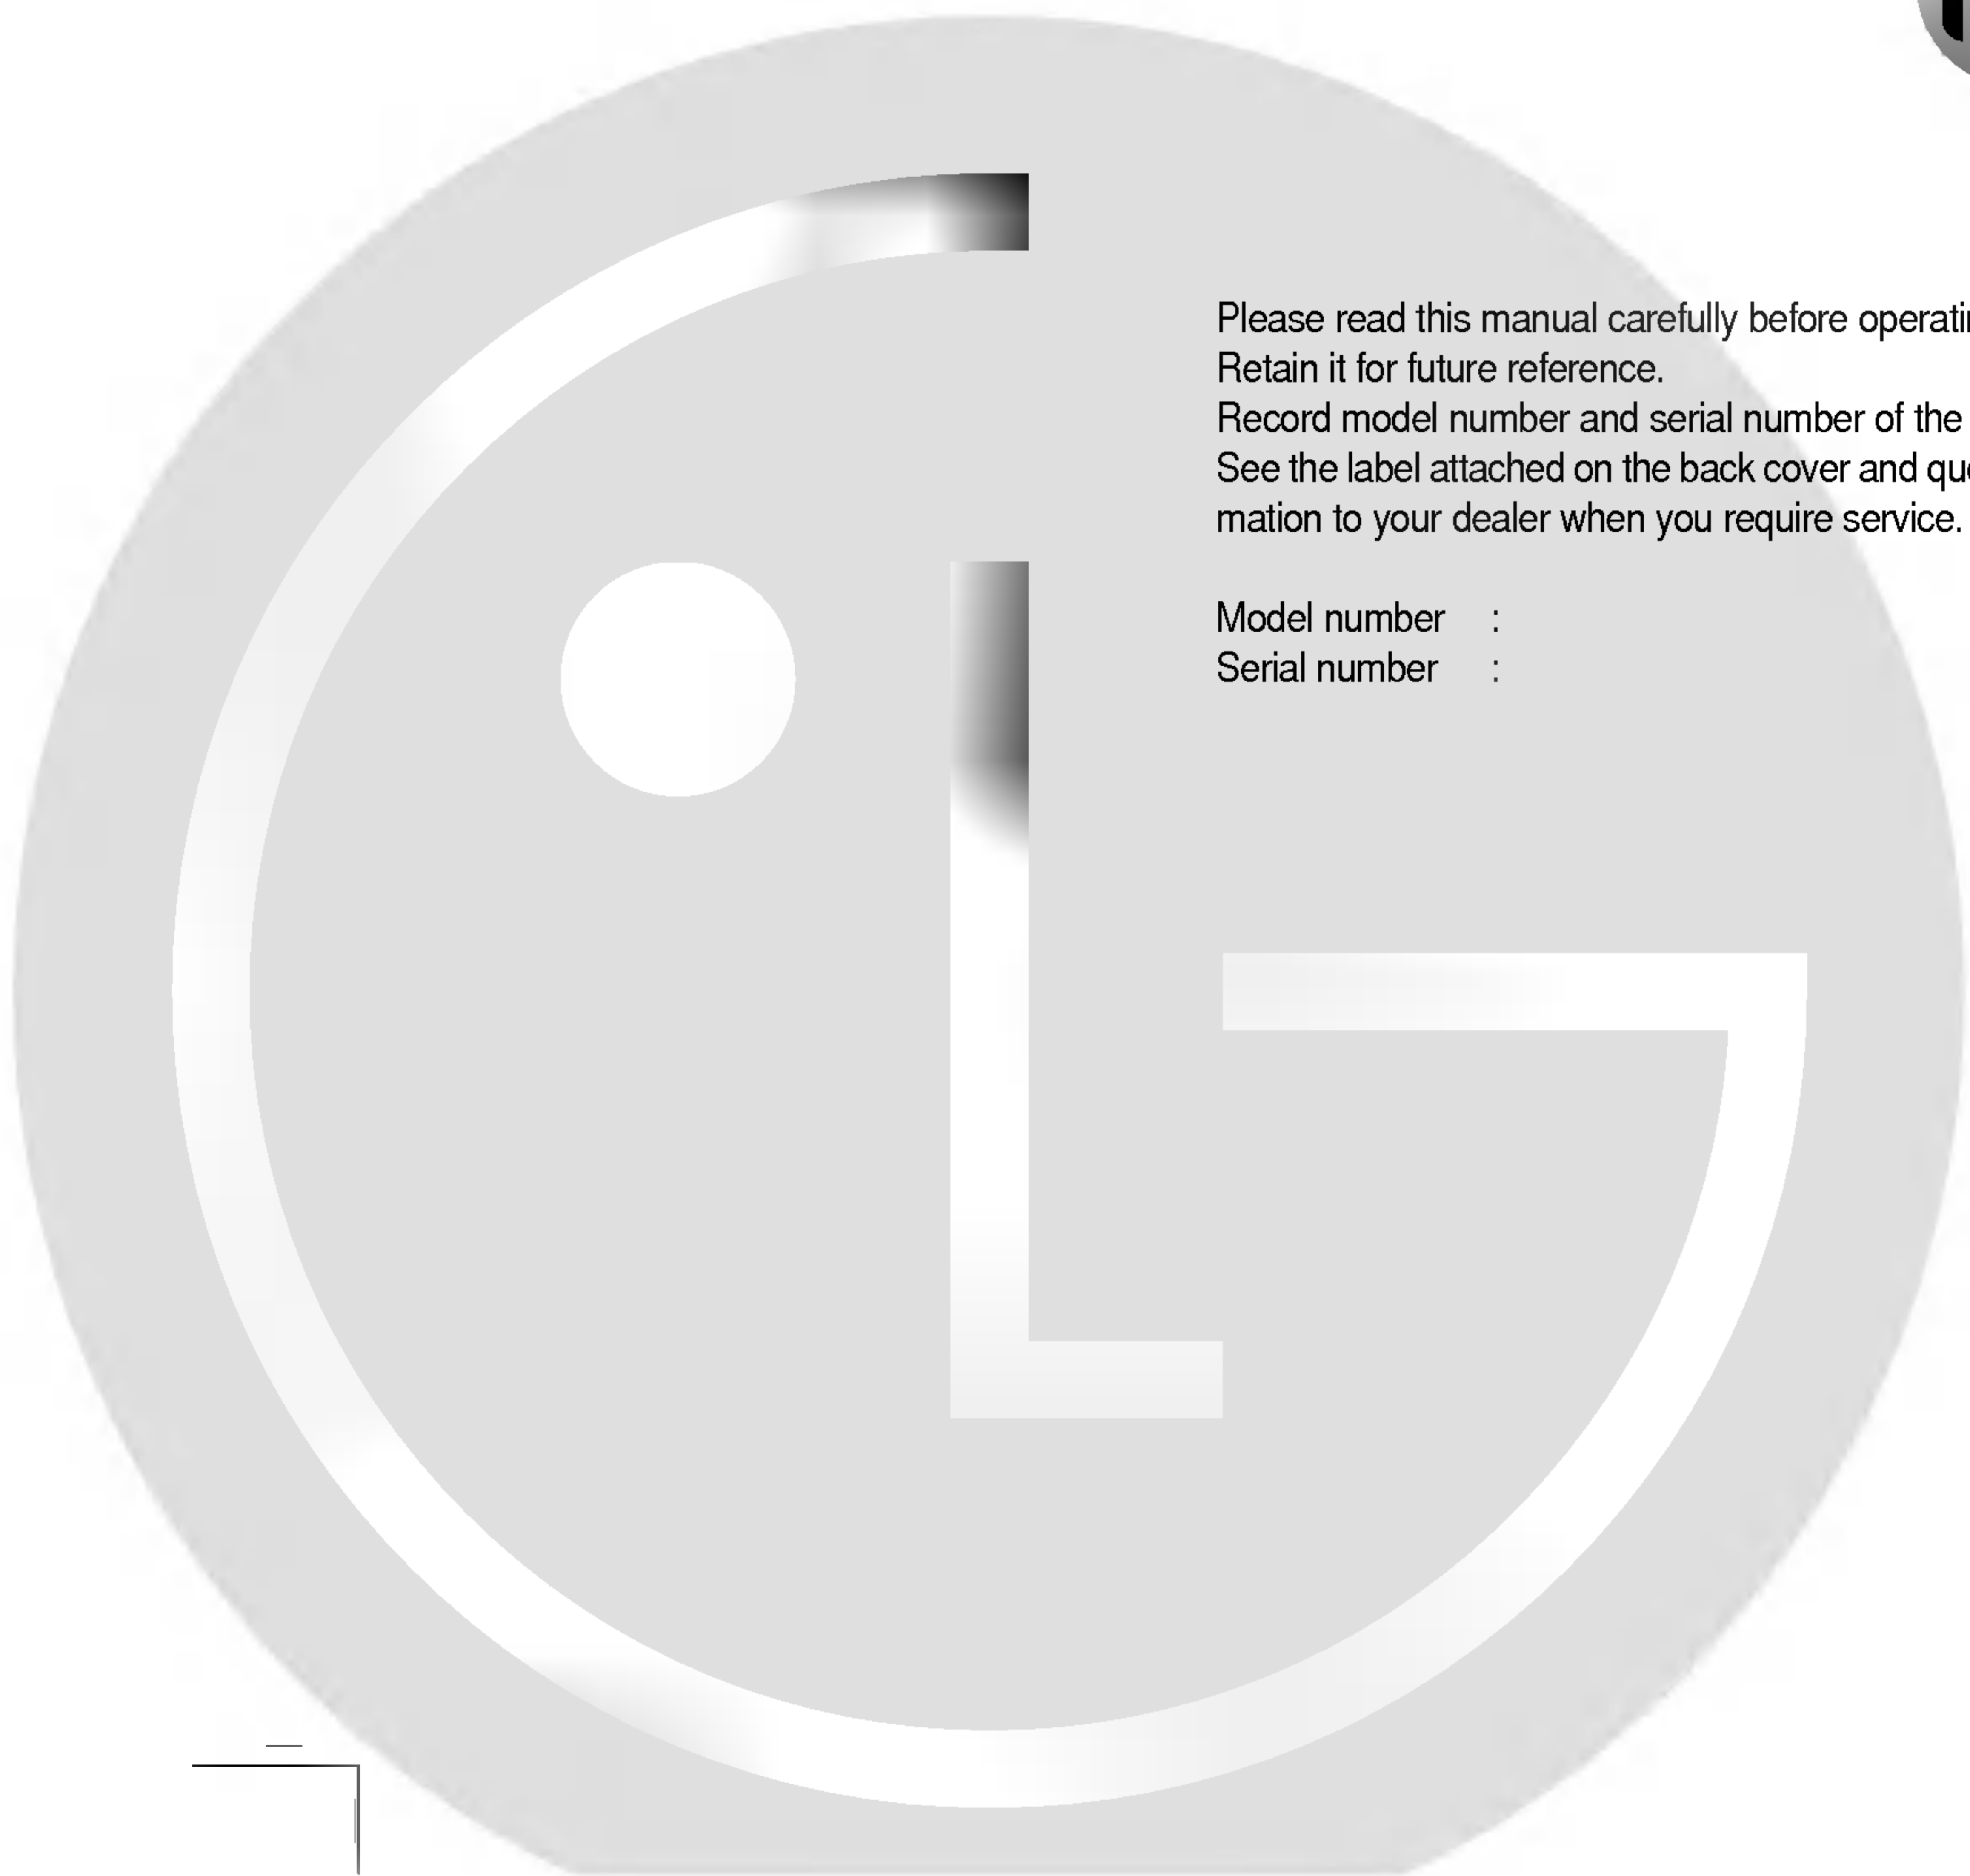 Please read this manual carefully before
Retain it for future reference.
Record model number and serial number of the
See the label attached on the back cover and
mation to your dealer when you require service.
Model number :
Serial number :